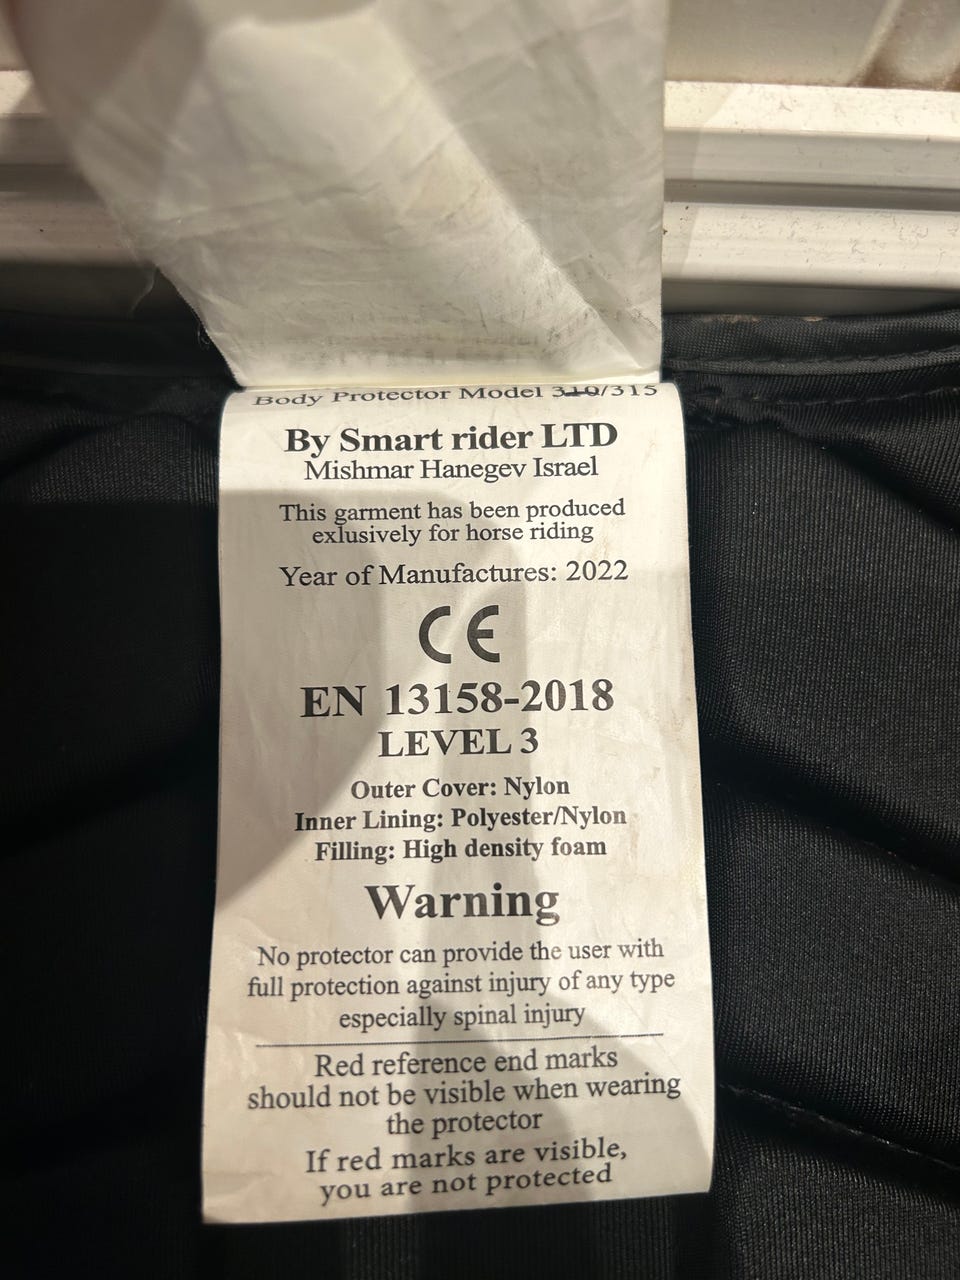 Body Protector Model 310/315
By Smart rider LTD
Mishmar Hanegev Israel
This garment has been produced
exlusively for horse riding
Year of Manufactures: 2022
CE
EN 13158-2018
LEVEL 3
Outer Cover: Nylon
Inner Lining: Polyester/Nylon
Filling: High density foam
Warning
No protector can provide the user with
full protection against injury of any type
especially spinal injury
Red reference end marks
should not be visible when wearing
the protector
If red marks are visible,
you are not protected